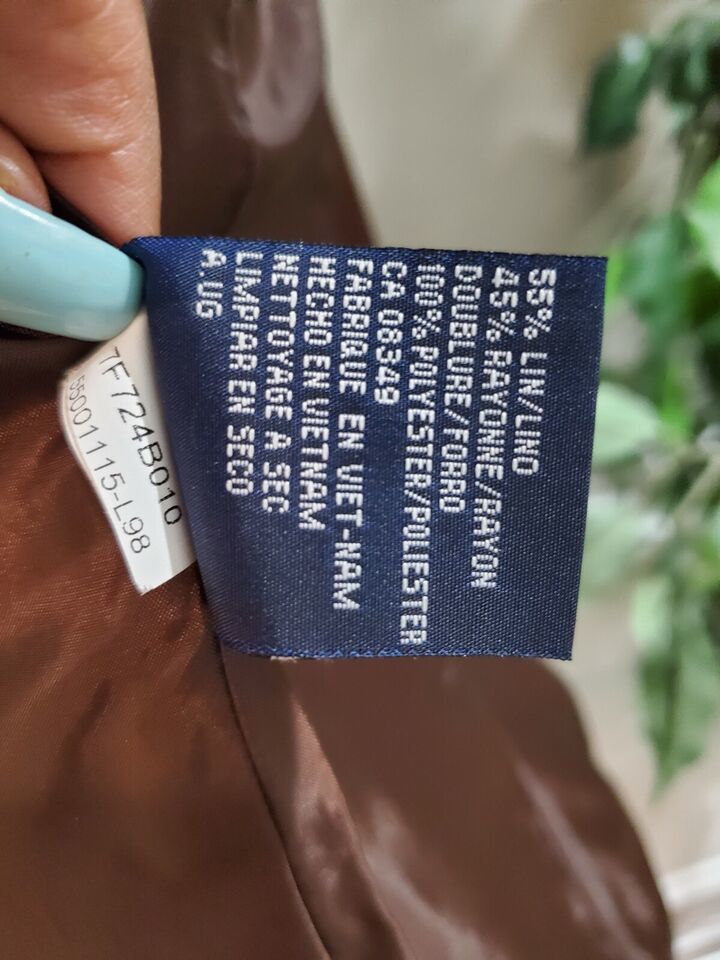 55% LIN/LINO
45% RAYONNE/RAYON
DOUBLURE/FORRO
100% POLYESTER/POLIESTER
CA 08349
FABRIQUE EN VIET-NAM
HECHO EN VIETNAM
NETTOYAGE A SEC
LIMPIAR EN SECO
A.UG
7F724B010
55001115-L98